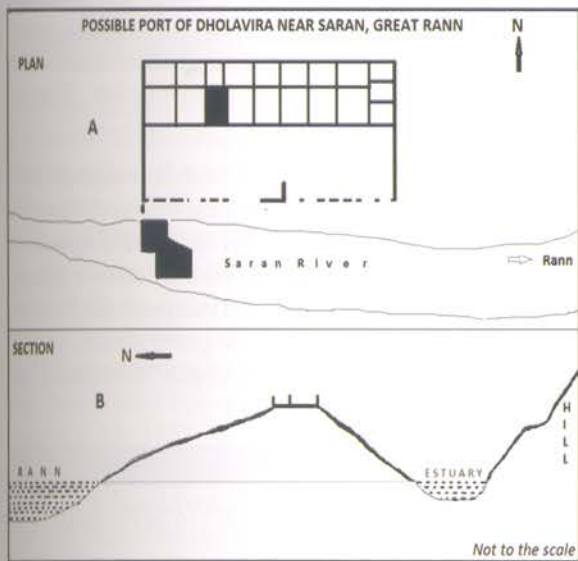 POSSIBLE PORT OF DHOLAVIRA NEAR SARAN, GREAT RANN
N
PLAN
A
Saran River
Rann
SECTION
N
B
HILL
RANN
ESTUARY
Not to the scale